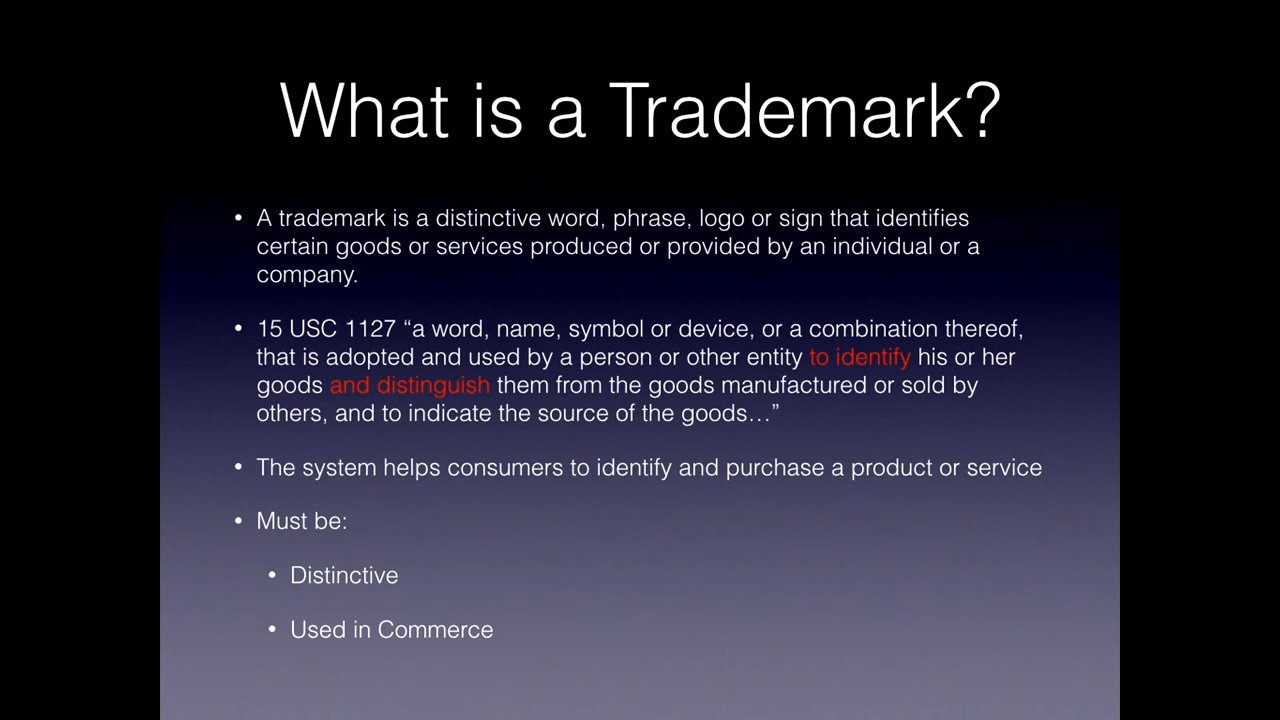 What is a Trademark?
• A trademark is a distinctive word, phrase, logo or sign that identifies
certain goods or services produced or provided by an individual or a
company.
• 15 USC 1127 “a word, name, symbol or device, or a combination thereof,
that is adopted and used by a person or other entity to identify his or her
goods and distinguish them from the goods manufactured or sold by
others, and to indicate the source of the goods…”
• The system helps consumers to identify and purchase a product or service
• Must be:
• Distinctive
• Used in Commerce